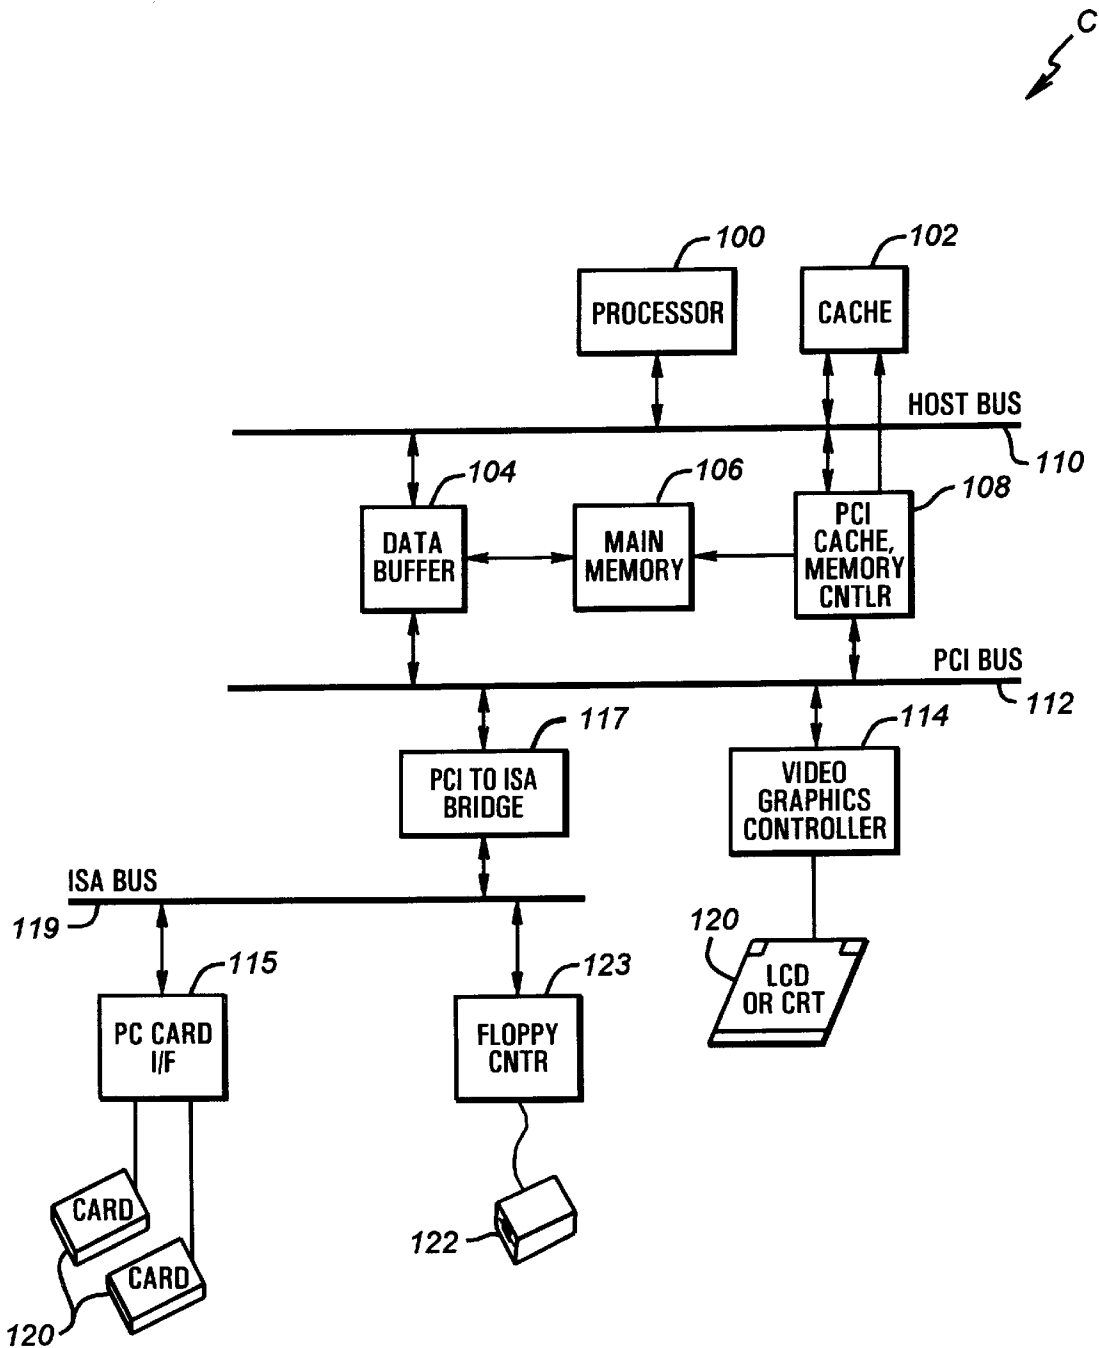 C
100
102
PROCESSOR
CACHE
HOST BUS
110
104
106
108
DATA
BUFFER
MAIN
MEMORY
PCI
CACHE,
MEMORY
CNTLR
PCI BUS
112
117
114
PCI TO ISA
BRIDGE
VIDEO
GRAPHICS
CONTROLLER
ISA BUS
119
115
123
120
PC CARD
I/F
FLOPPY
CNTR
LCD
OR CRT
CARD
CARD
120
122